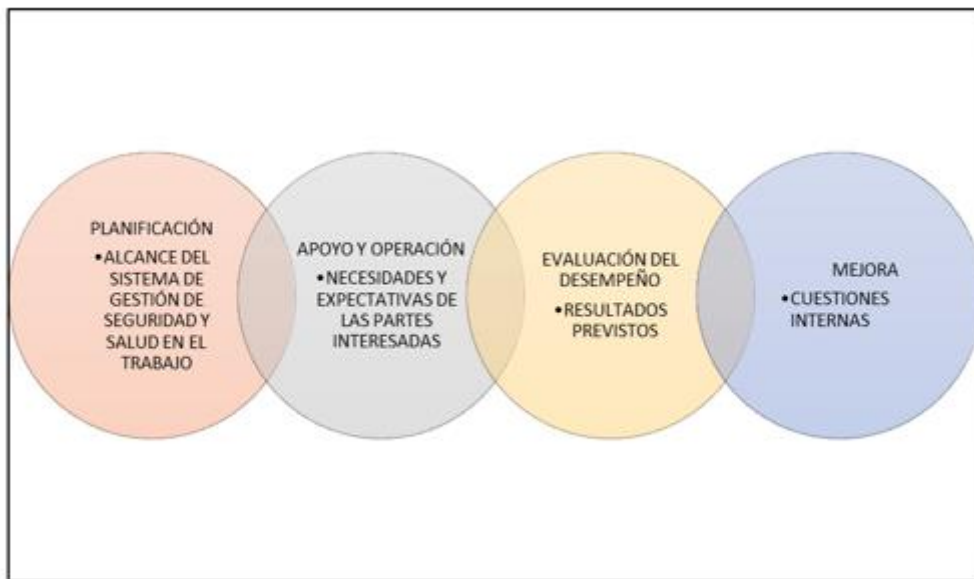 PLANIFICACIÓN
•ALCANCE DEL
SISTEMA DE
GESTIÓN DE
SEGURIDAD Y
SALUD EN EL
TRABAJO
APOYO Y OPERACIÓN
•NECESIDADES Y
EXPECTATIVAS DE
LAS PARTES
INTERESADAS
EVALUACIÓN DEL
DESEMPEÑO
•RESULTADOS
PREVISTOS
MEJORA
•CUESTIONES
INTERNAS